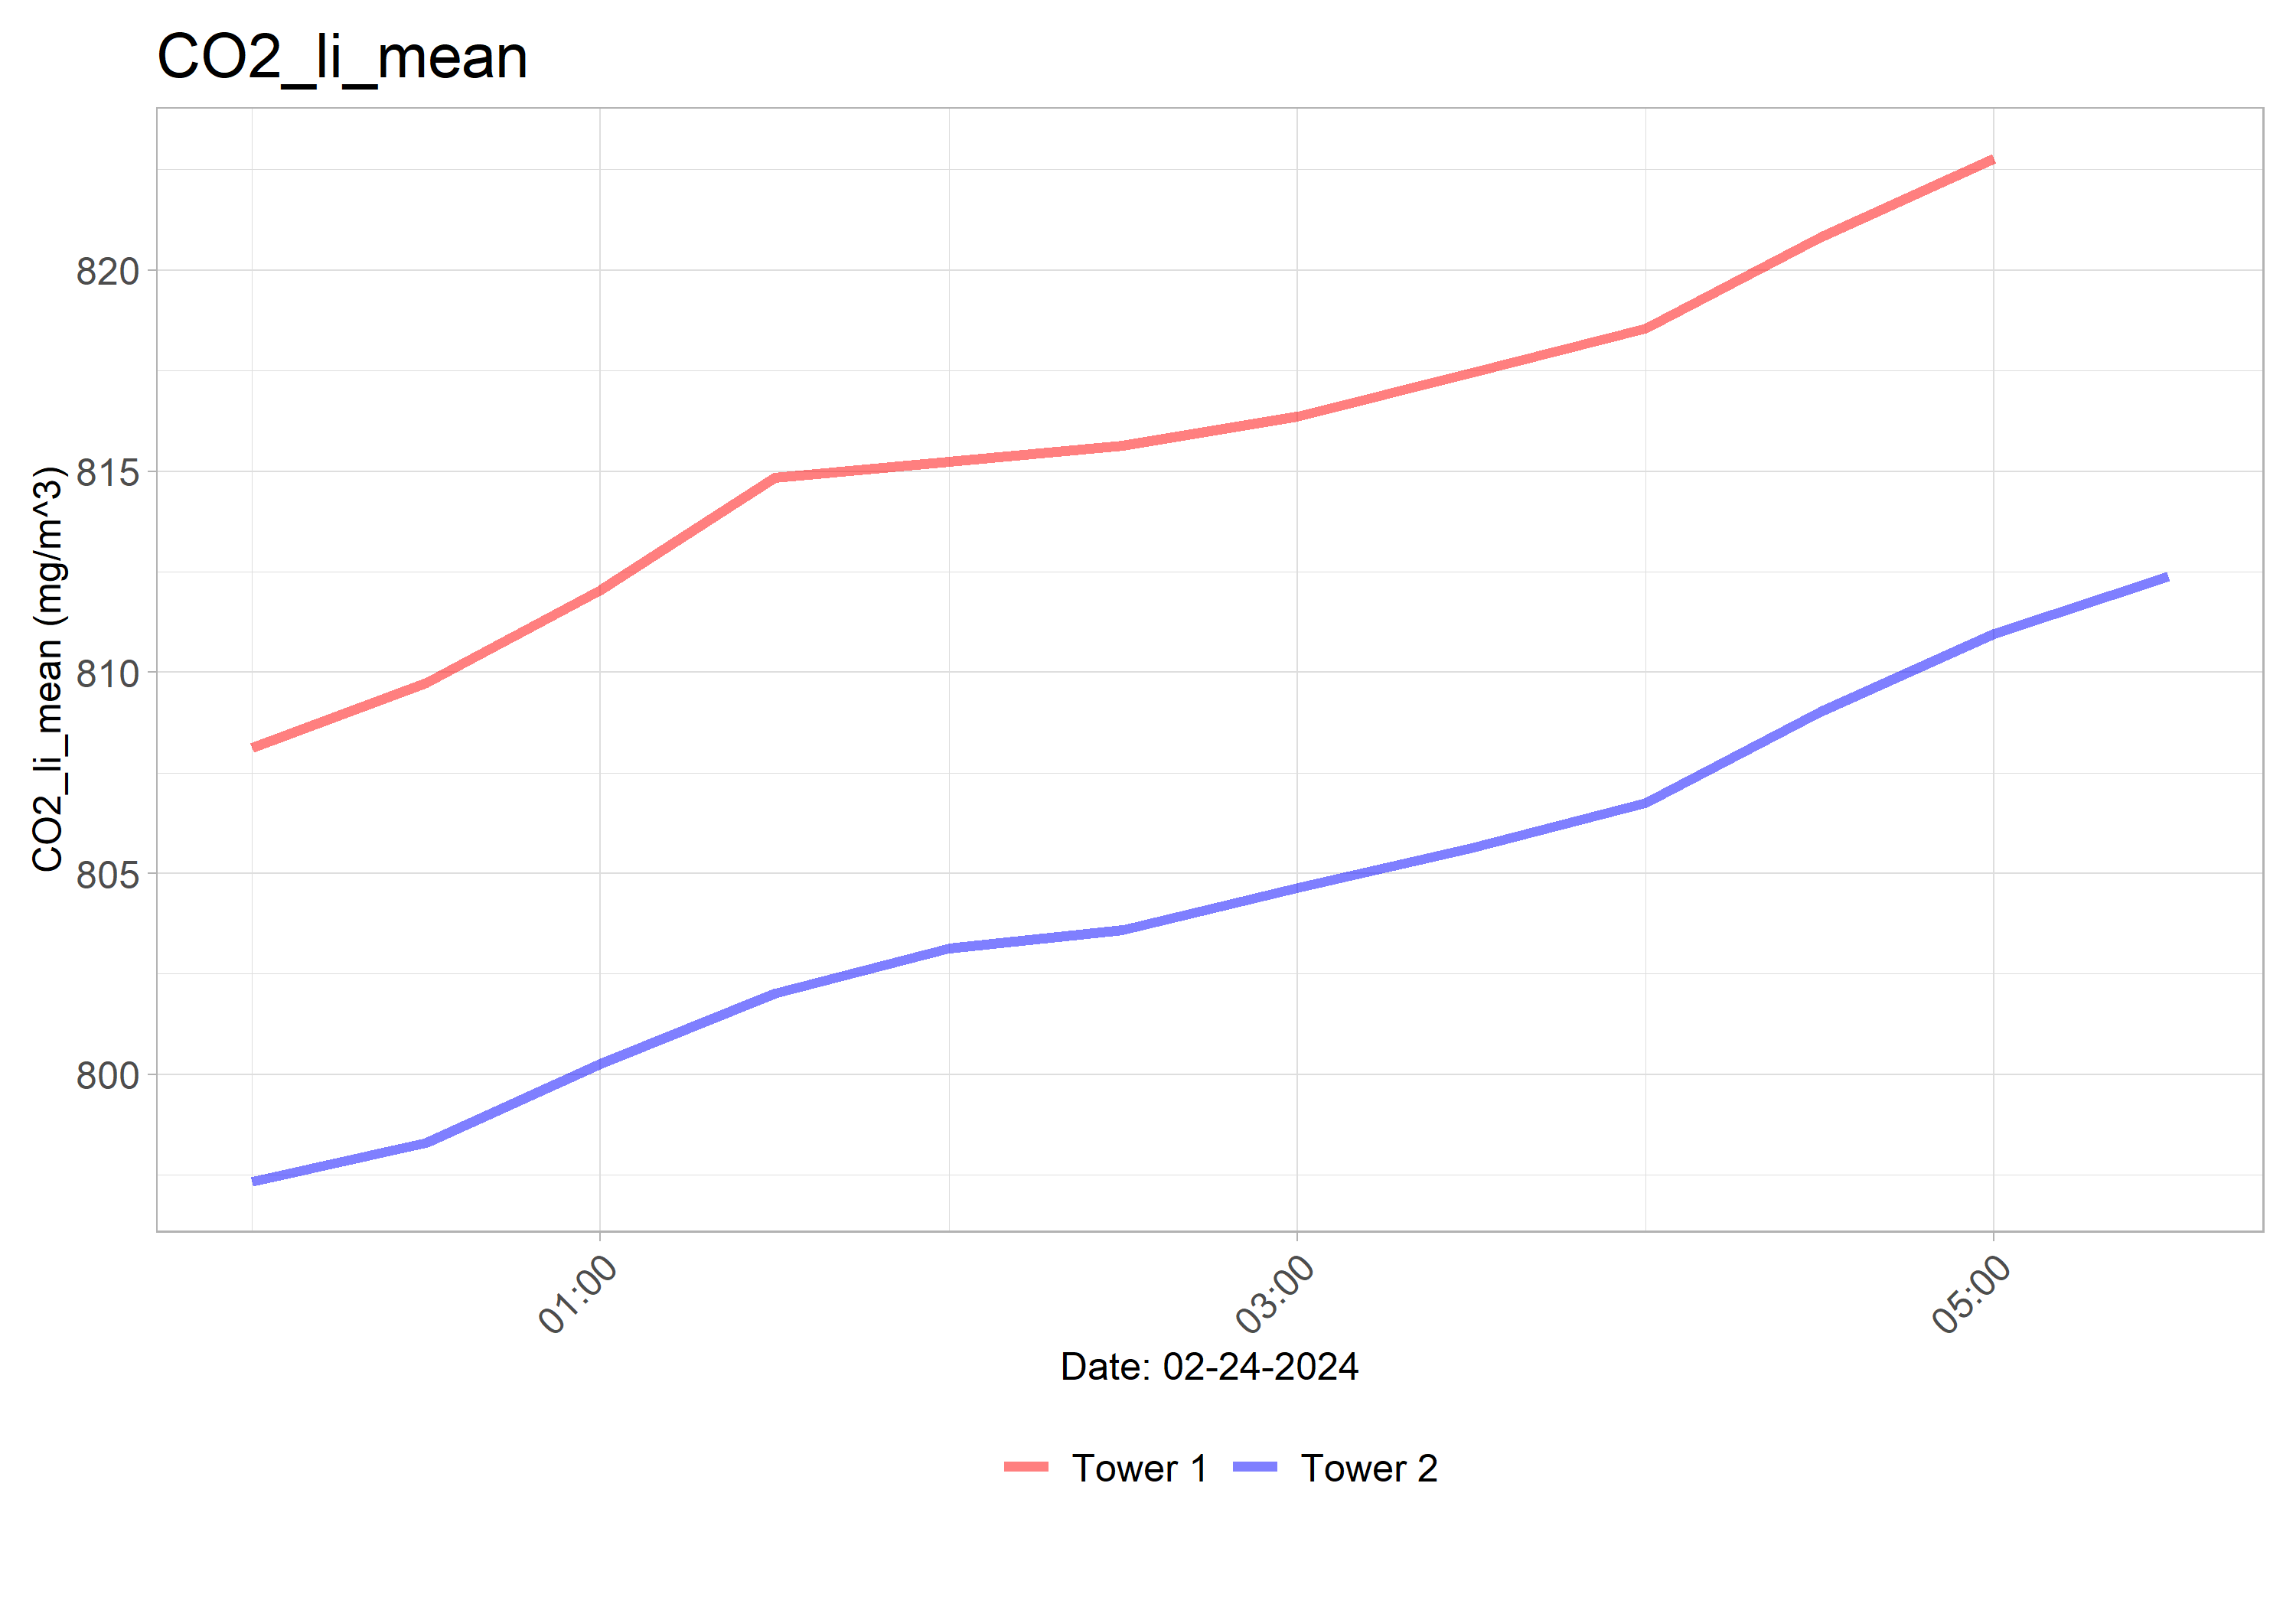 CO2_li_mean
CO2_li_mean (mg/m^3)
820
815
810
805
800
01:00
03:00
05:00
Date: 02-24-2024
Tower 1
Tower 2